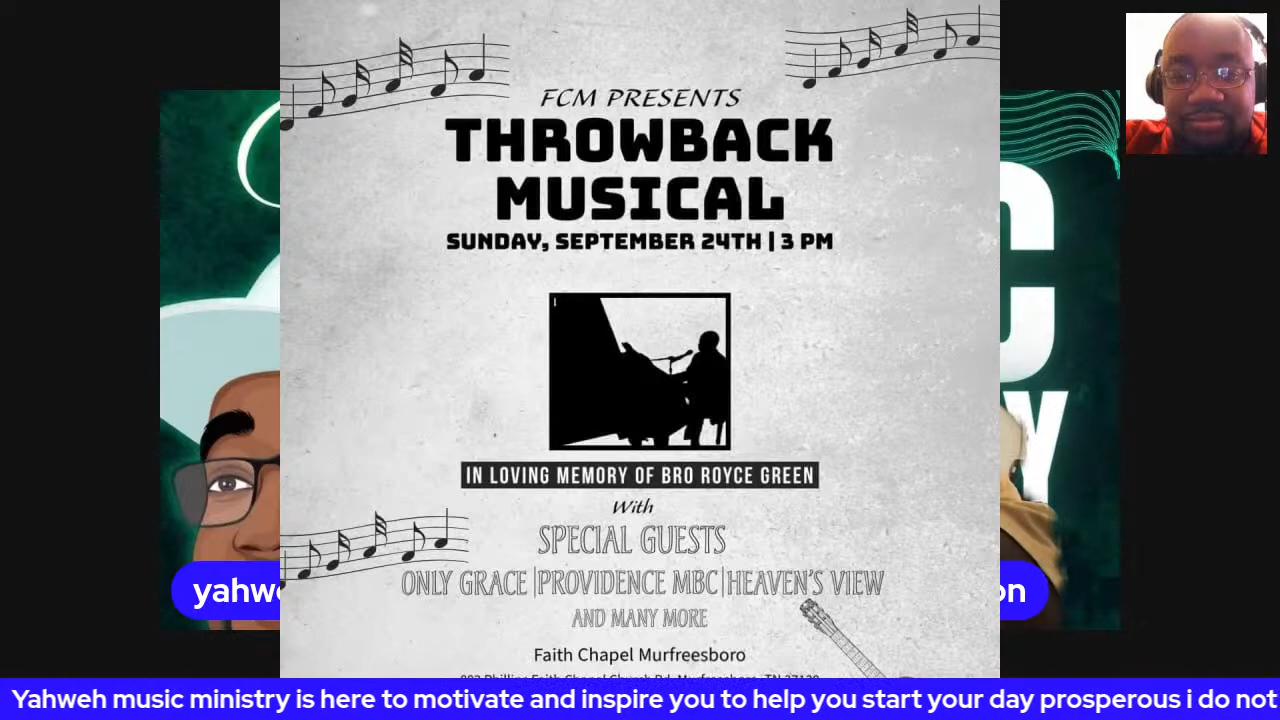 FCM PRESENTS
THROWBACK
MUSICAL
SUNDAY, SEPTEMBER 24TH | 3 PM
IN LOVING MEMORY OF BRO ROYCE GREEN
With
SPECIAL GUESTS
ONLY GRACE |PROVIDENCE MBC|HEAVEN'S VIEW
AND MANY MORE
Faith Chapel Murfreesboro
Yahweh music ministry is here to motivate and inspire you to help you start your day prosperous i do not